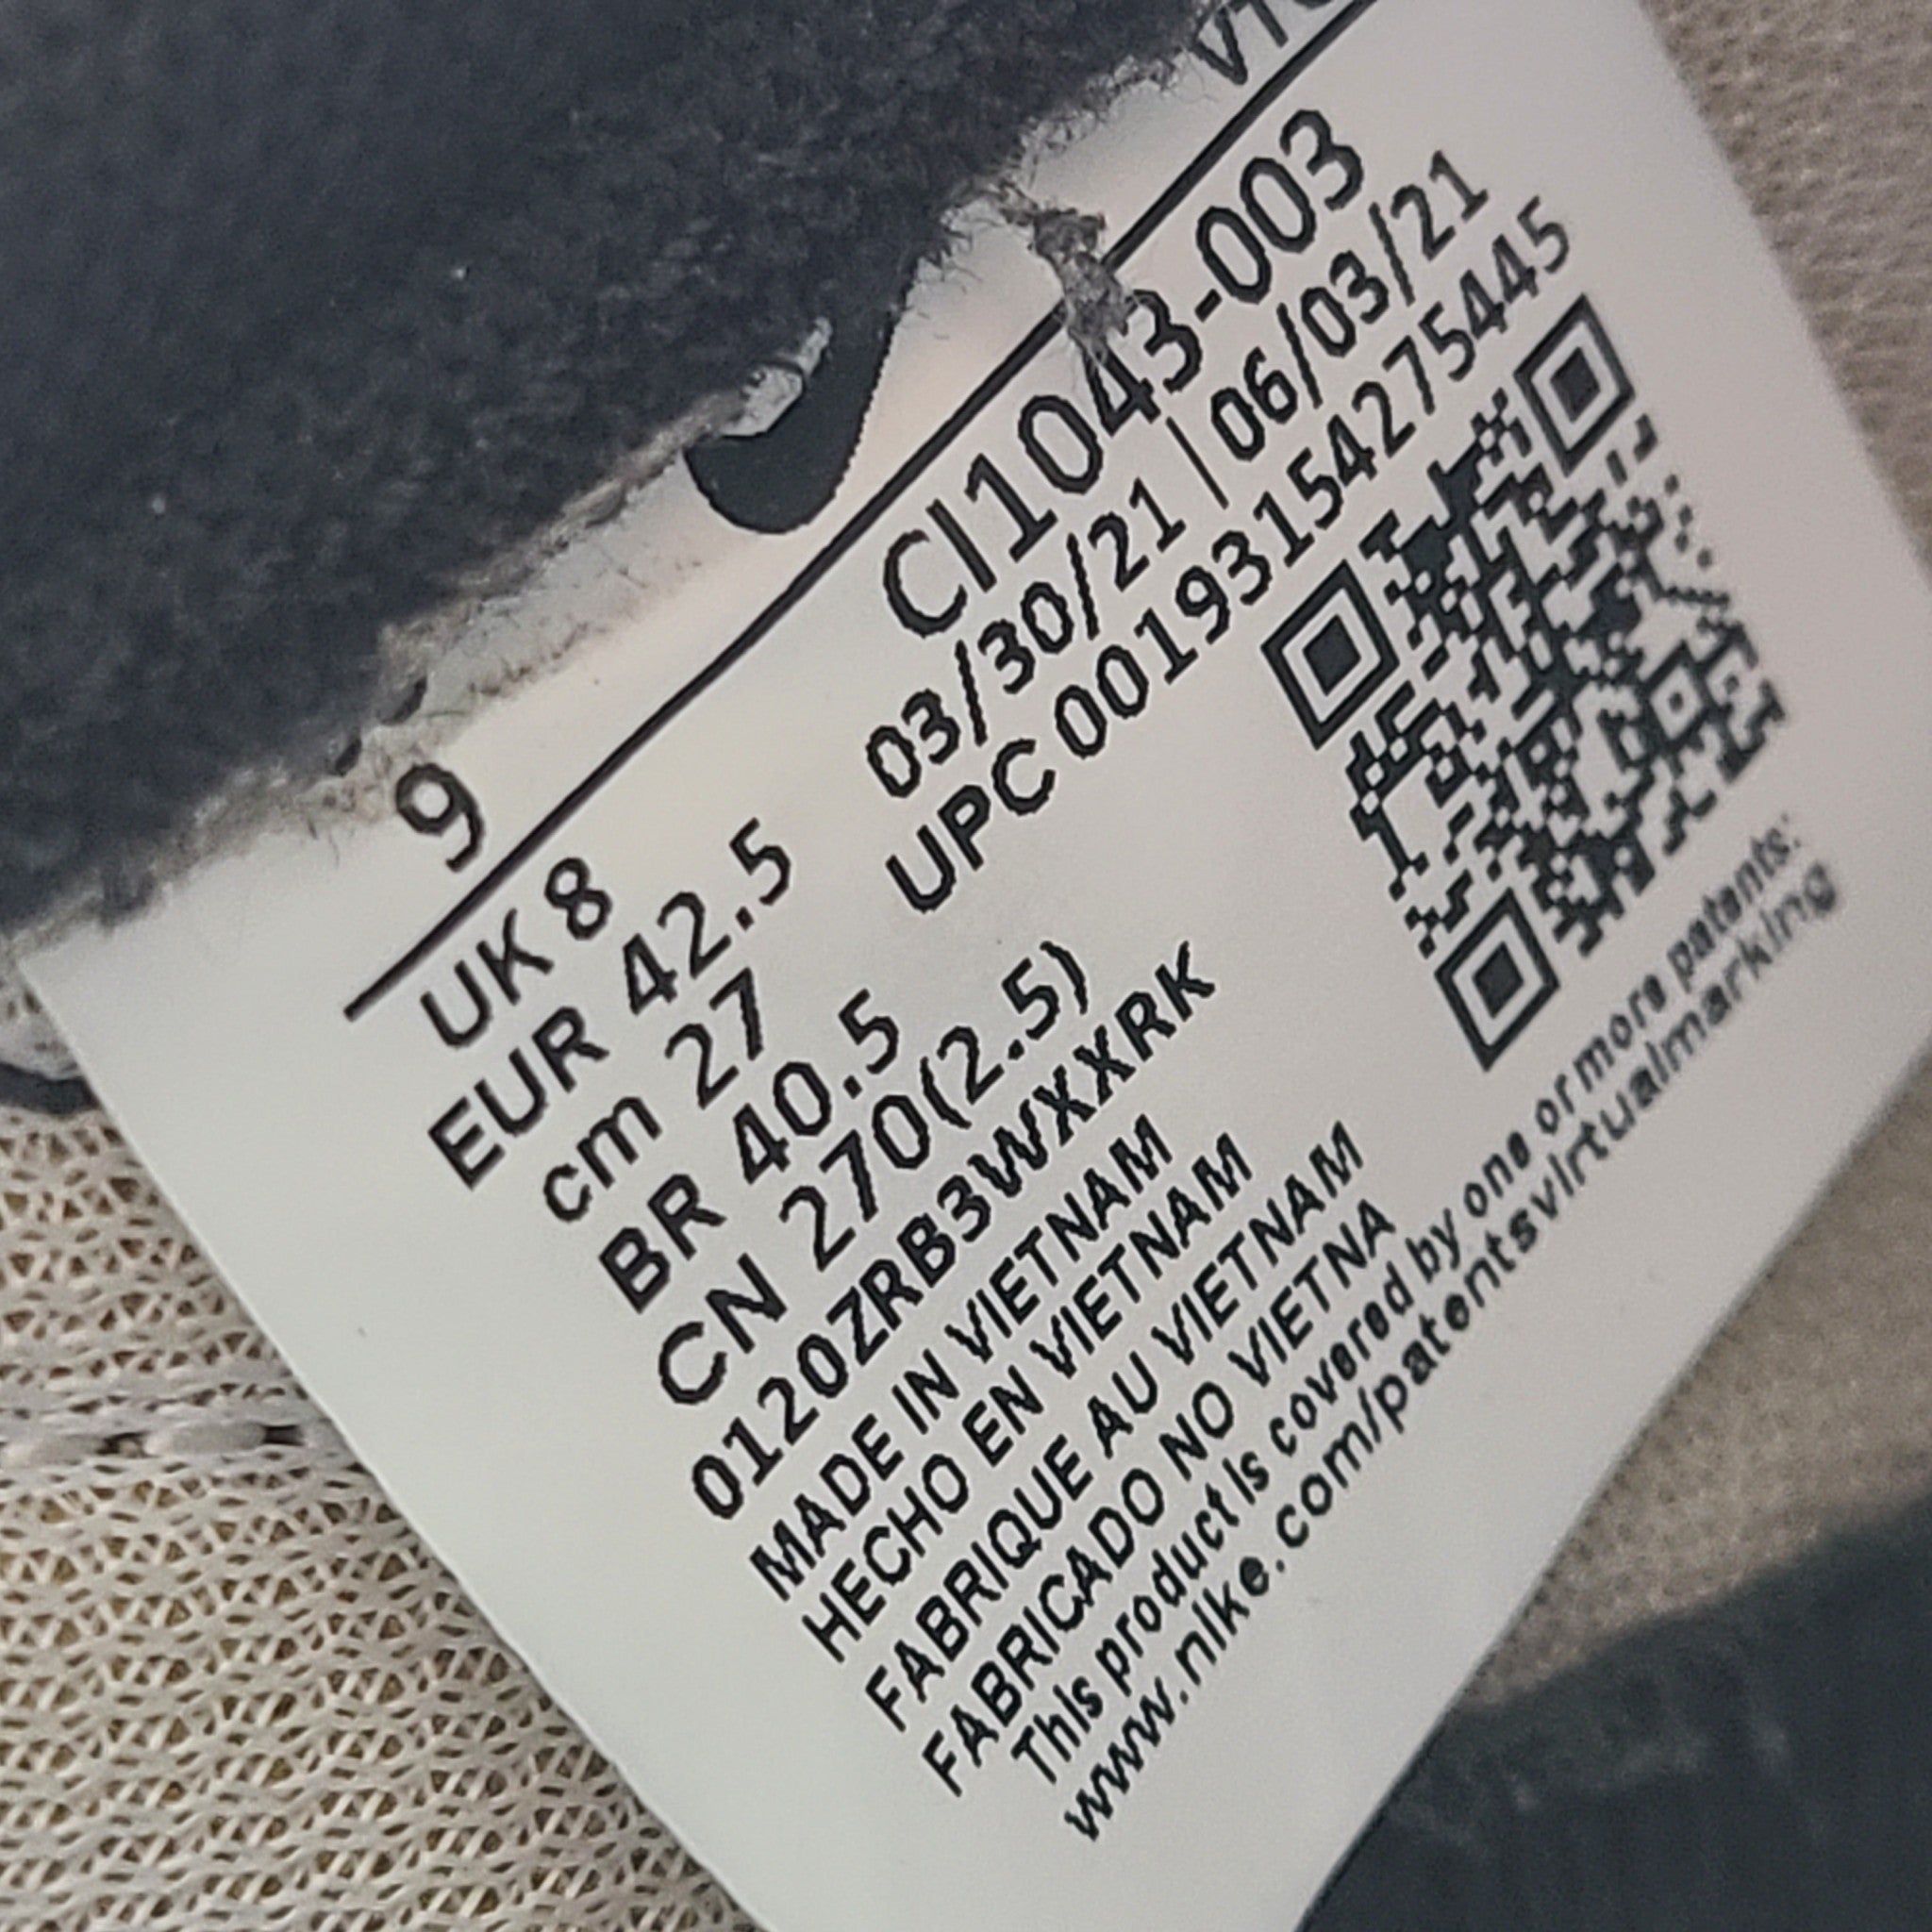 9
CI1043-003
UK 8
EUR 42.5
03/30/21 | 06/03/21
cm 27
UPC 00193154275445
BR 40.5
CN 270(2.5)
0120ZRB3WXXRK
MADE IN VIETNAM
HECHO EN VIETNAM
FABRIQUE AU VIETNAM
FABRICADO NO VIETNA
This product is covered by one or more patents:
www.nike.com/patentsvirtualmarking